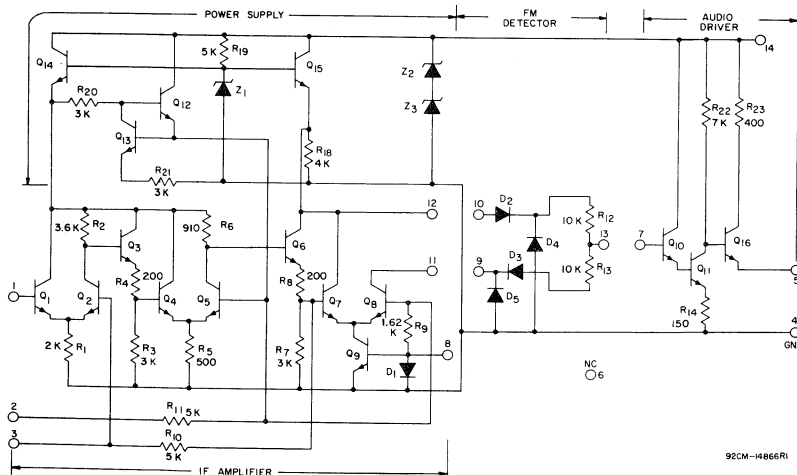 POWER SUPPLY
FM
DETECTOR
AUDIO
DRIVER
14
Q14
5K
R19
Q15
Z2
Z1
R20
3K
Q12
Z3
R22
7K
R23
400
Q13
R18
4K
R21
3K
12
10
D2
10K
R12
R2
3.6K
R6
910
Q3
Q6
D4
13
7
Q10
Q16
R4
200
R8
200
11
9
D3
10K
R13
Q11
5
1
Q1
Q2
Q4
Q5
Q7
Q8
D5
R14
150
1.62
K
R9
4
GN
2K
R1
R3
3K
R5
500
R7
3K
Q9
8
D1
NC
6
2
R11 5K
3
R10
5K
IF AMPLIFIER
92CM-14866R1